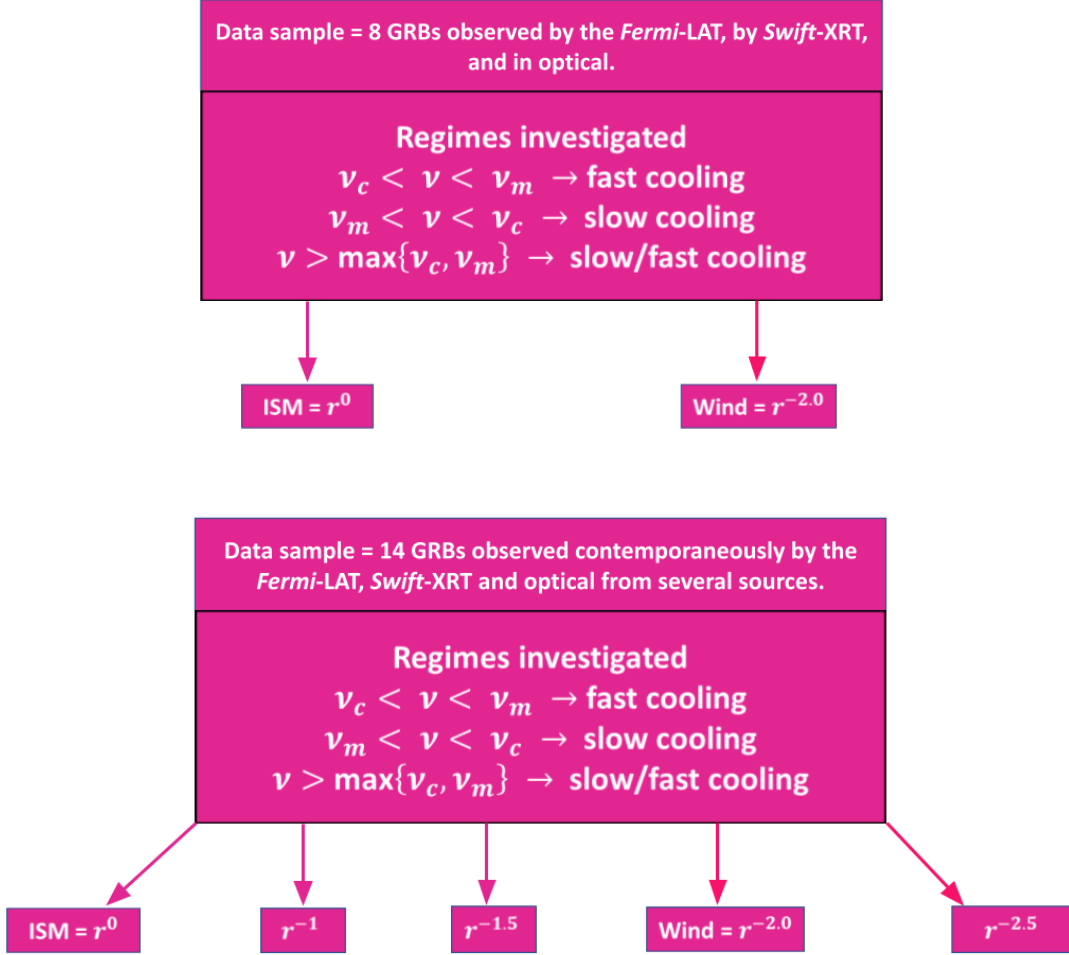 Data sample = 8 GRBs observed by the Fermi-LAT, by Swift-XRT,
and in optical.
Regimes investigated
ν_c < ν < ν_m → fast cooling
ν_m < ν < ν_c → slow cooling
ν > max{ν_c, ν_m} → slow/fast cooling
ISM = r^0
Wind = r^−2.0
Data sample = 14 GRBs observed contemporaneously by the
Fermi-LAT, Swift-XRT and optical from several sources.
Regimes investigated
ν_c < ν < ν_m → fast cooling
ν_m < ν < ν_c → slow cooling
ν > max{ν_c, ν_m} → slow/fast cooling
ISM = r^0
r^−1
r^−1.5
Wind = r^−2.0
r^−2.5